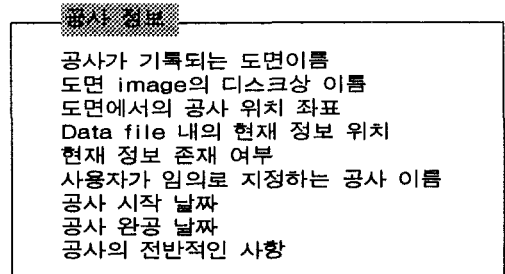 공사 정보
공사가 기록되는 도면이름
도면 image의 디스크상 이름
도면에서의 공사 위치 좌표
Data file 내의 현재 정보 위치
현재 정보 존재 여부
사용자가 임의로 지정하는 공사 이름
공사 시작 날짜
공사 완공 날짜
공사의 전반적인 사항